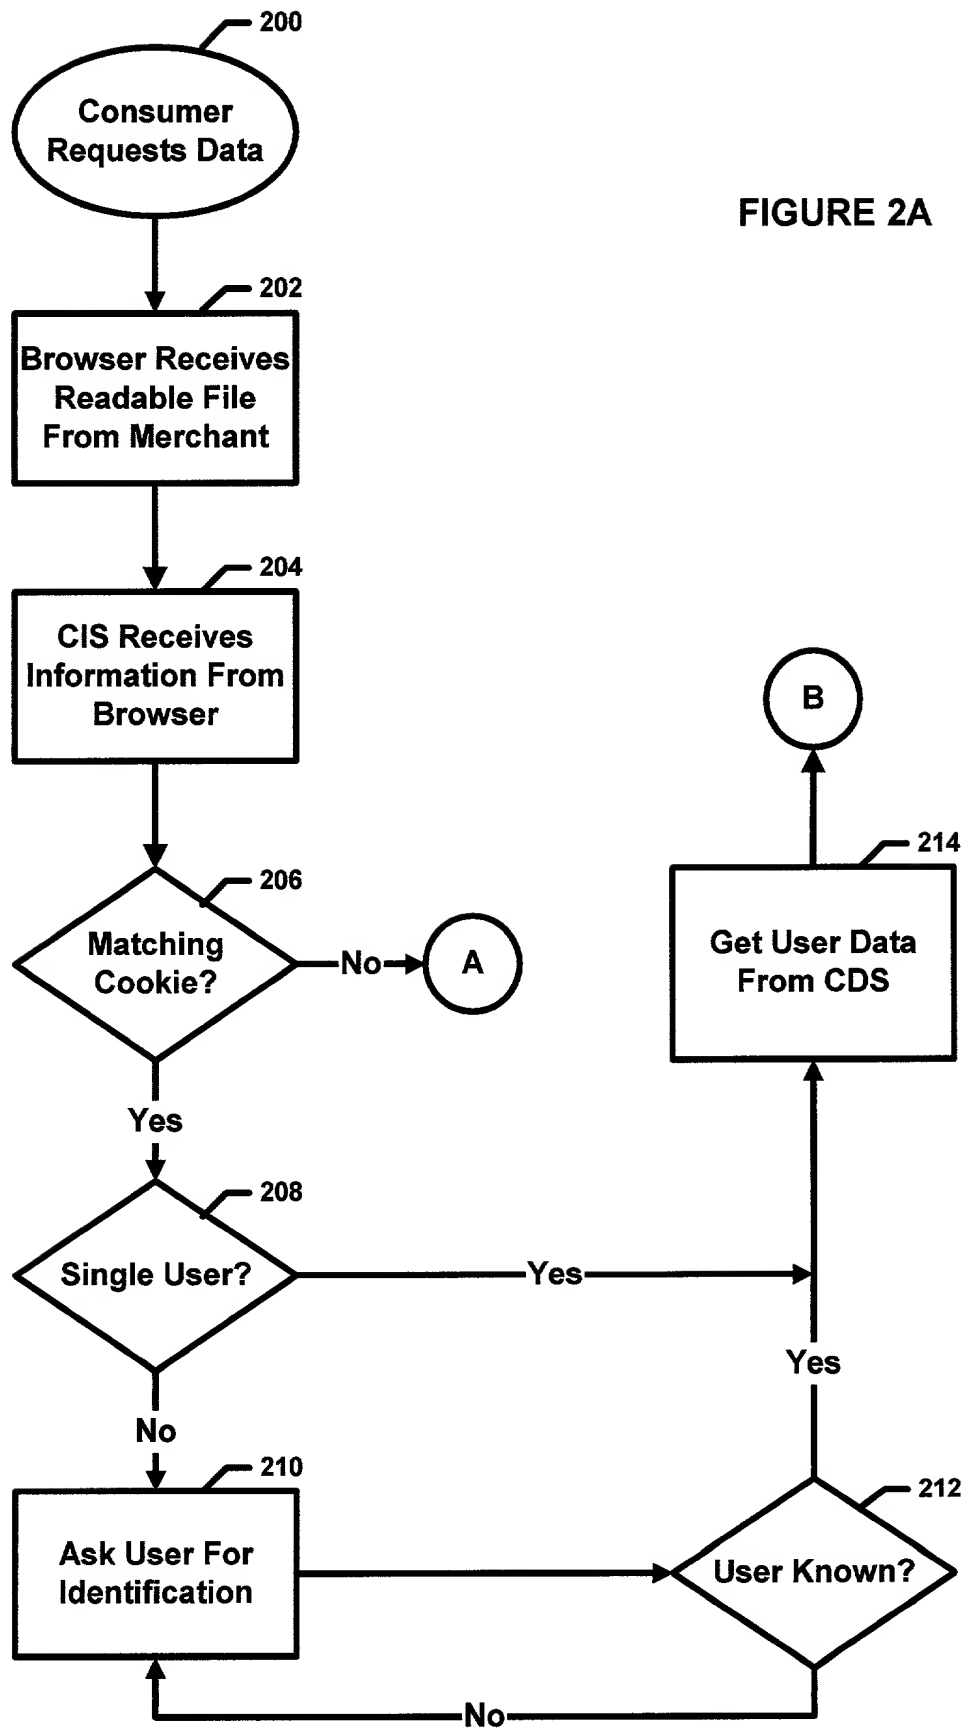 200
Consumer
Requests Data
FIGURE 2A
202
Browser Receives
Readable File
From Merchant
204
CIS Receives
Information From
Browser
B
214
Get User Data
From CDS
206
Matching
Cookie?
No
A
Yes
208
Single User?
Yes
Yes
No
210
Ask User For
Identification
212
User Known?
No